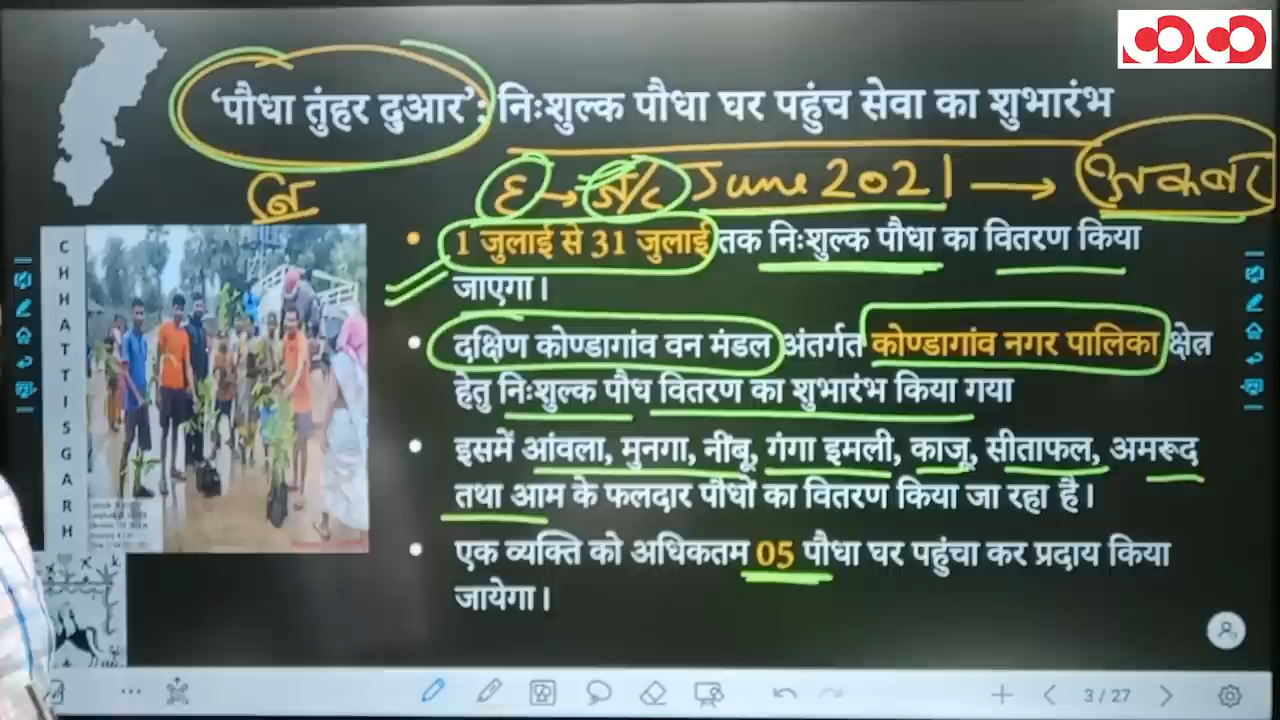 'पौधा तुंहर दुआर': निःशुल्क पौधा घर पहुंच सेवा का शुभारंभ
June 2021 → अकबर
CHHATTISGARH
• 1 जुलाई से 31 जुलाई तक निःशुल्क पौधा का वितरण किया
जाएगा।
• दक्षिण कोण्डागांव वन मंडल अंतर्गत कोण्डागांव नगर पालिका क्षेत्र
हेतु निःशुल्क पौध वितरण का शुभारंभ किया गया
• इसमें आंवला, मुनगा, नींबू, गंगा इमली, काजू, सीताफल, अमरूद
तथा आम के फलदार पौधों का वितरण किया जा रहा है।
• एक व्यक्ति को अधिकतम 05 पौधा घर पहुंचा कर प्रदाय किया
जायेगा।
3 / 27